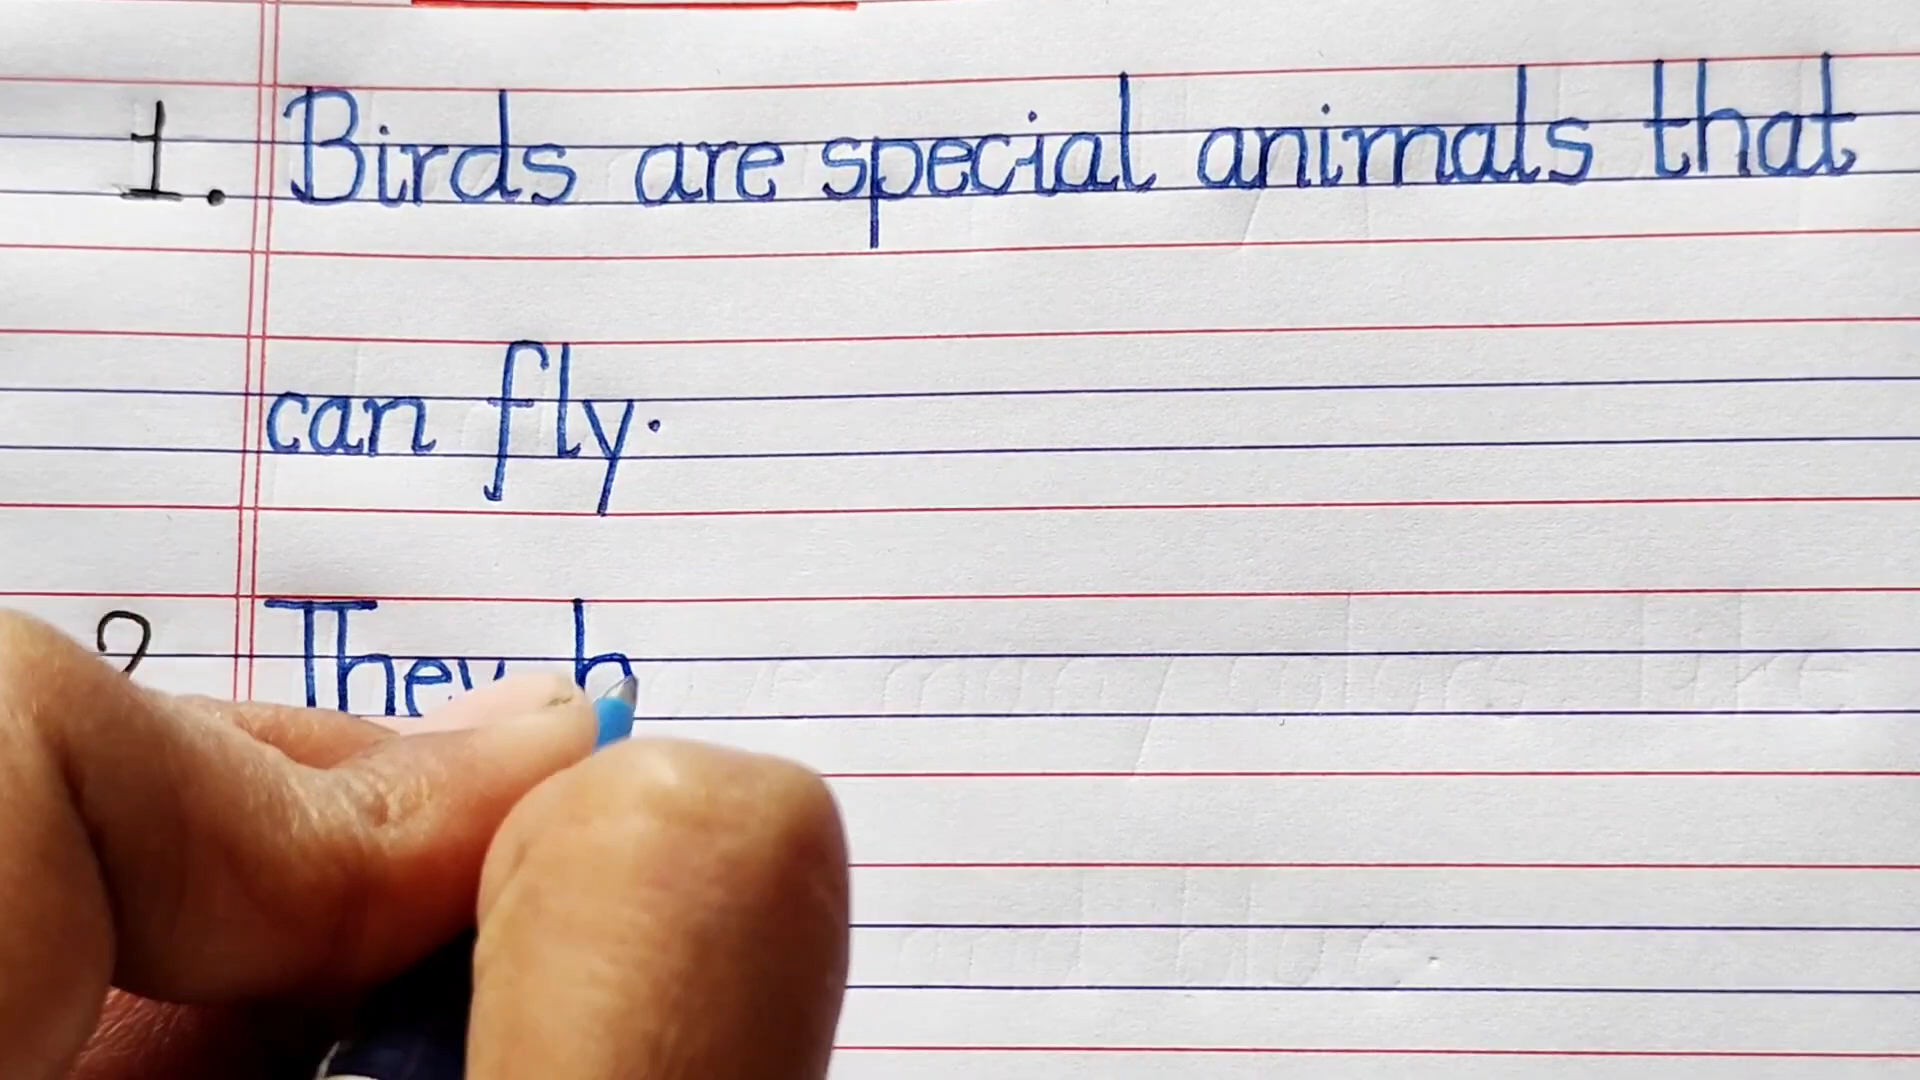 1. Birds are special animals that
can fly.
2 They h